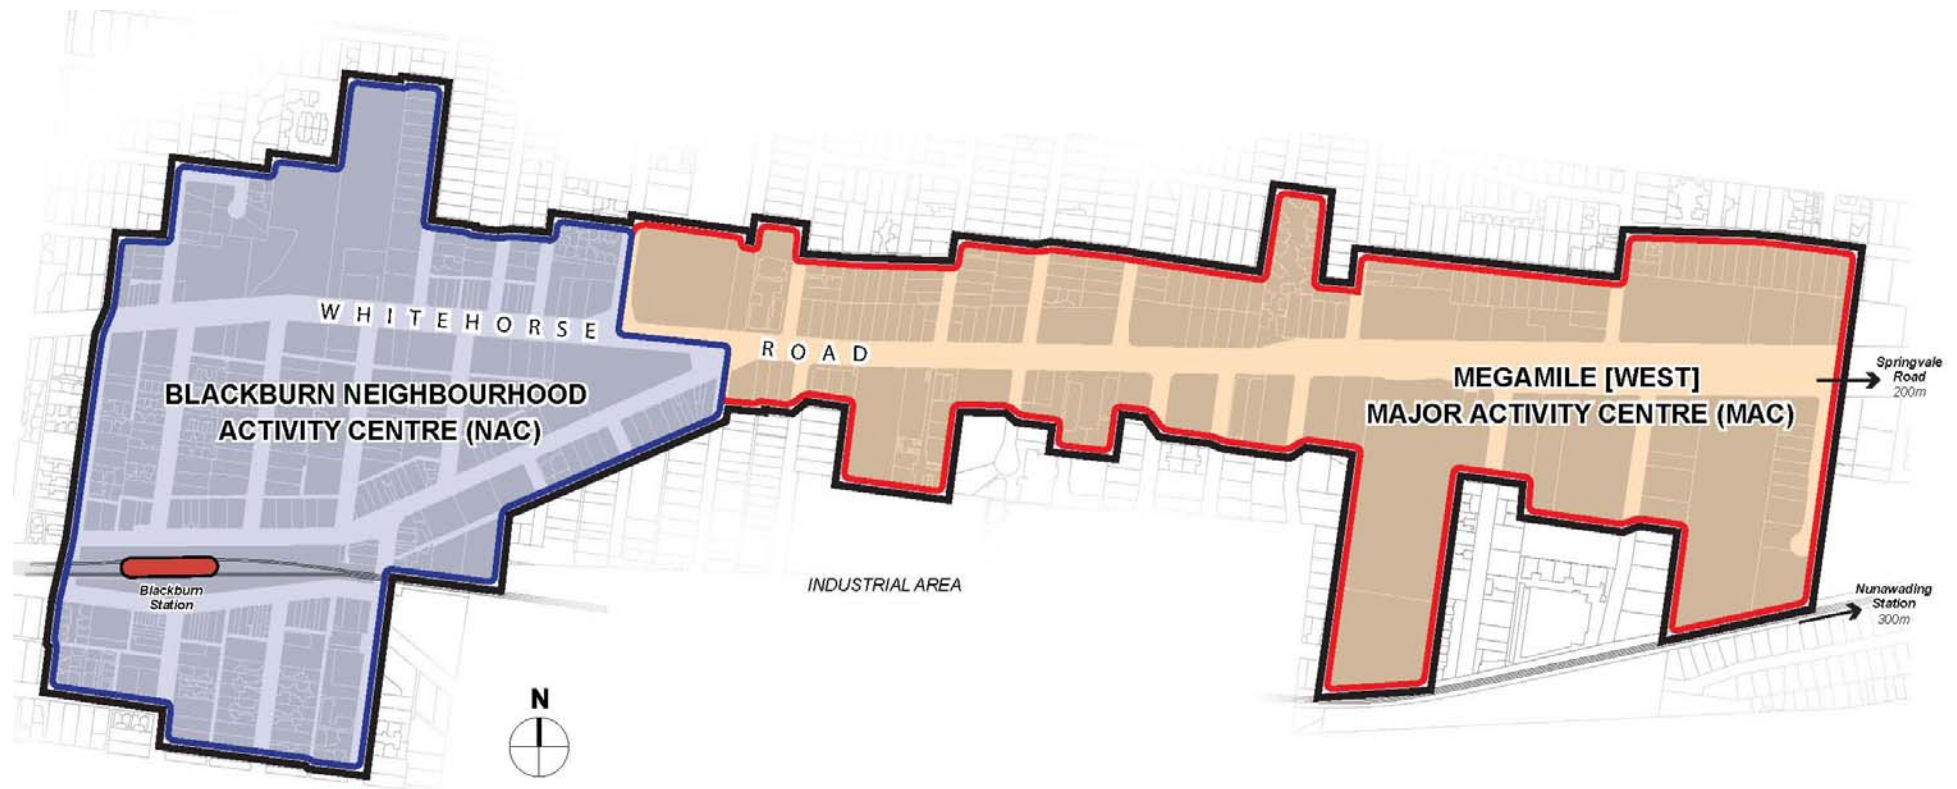 WHITEHORSE
ROAD
BLACKBURN NEIGHBOURHOOD
ACTIVITY CENTRE (NAC)
MEGAMILE [WEST]
MAJOR ACTIVITY CENTRE (MAC)
Springvale
Road
200m
Blackburn
Station
INDUSTRIAL AREA
Nunawading
Station
300m
N